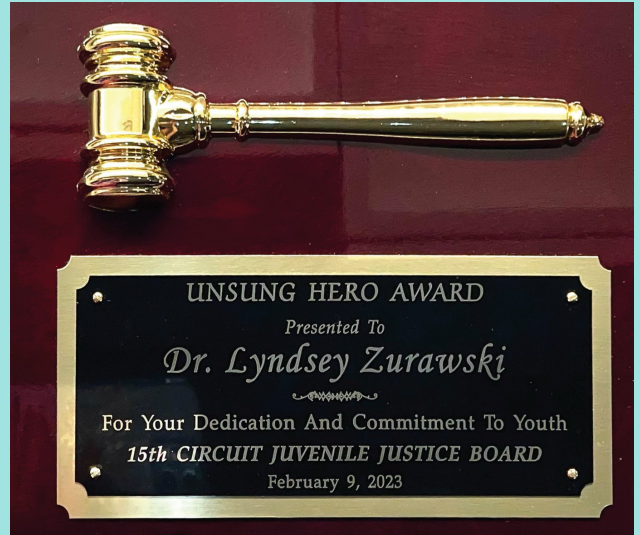 UNSUNG HERO AWARD
Presented To
Dr. Lyndsey Zurawski
For Your Dedication And Commitment To Youth
15th CIRCUIT JUVENILE JUSTICE BOARD
February 9, 2023